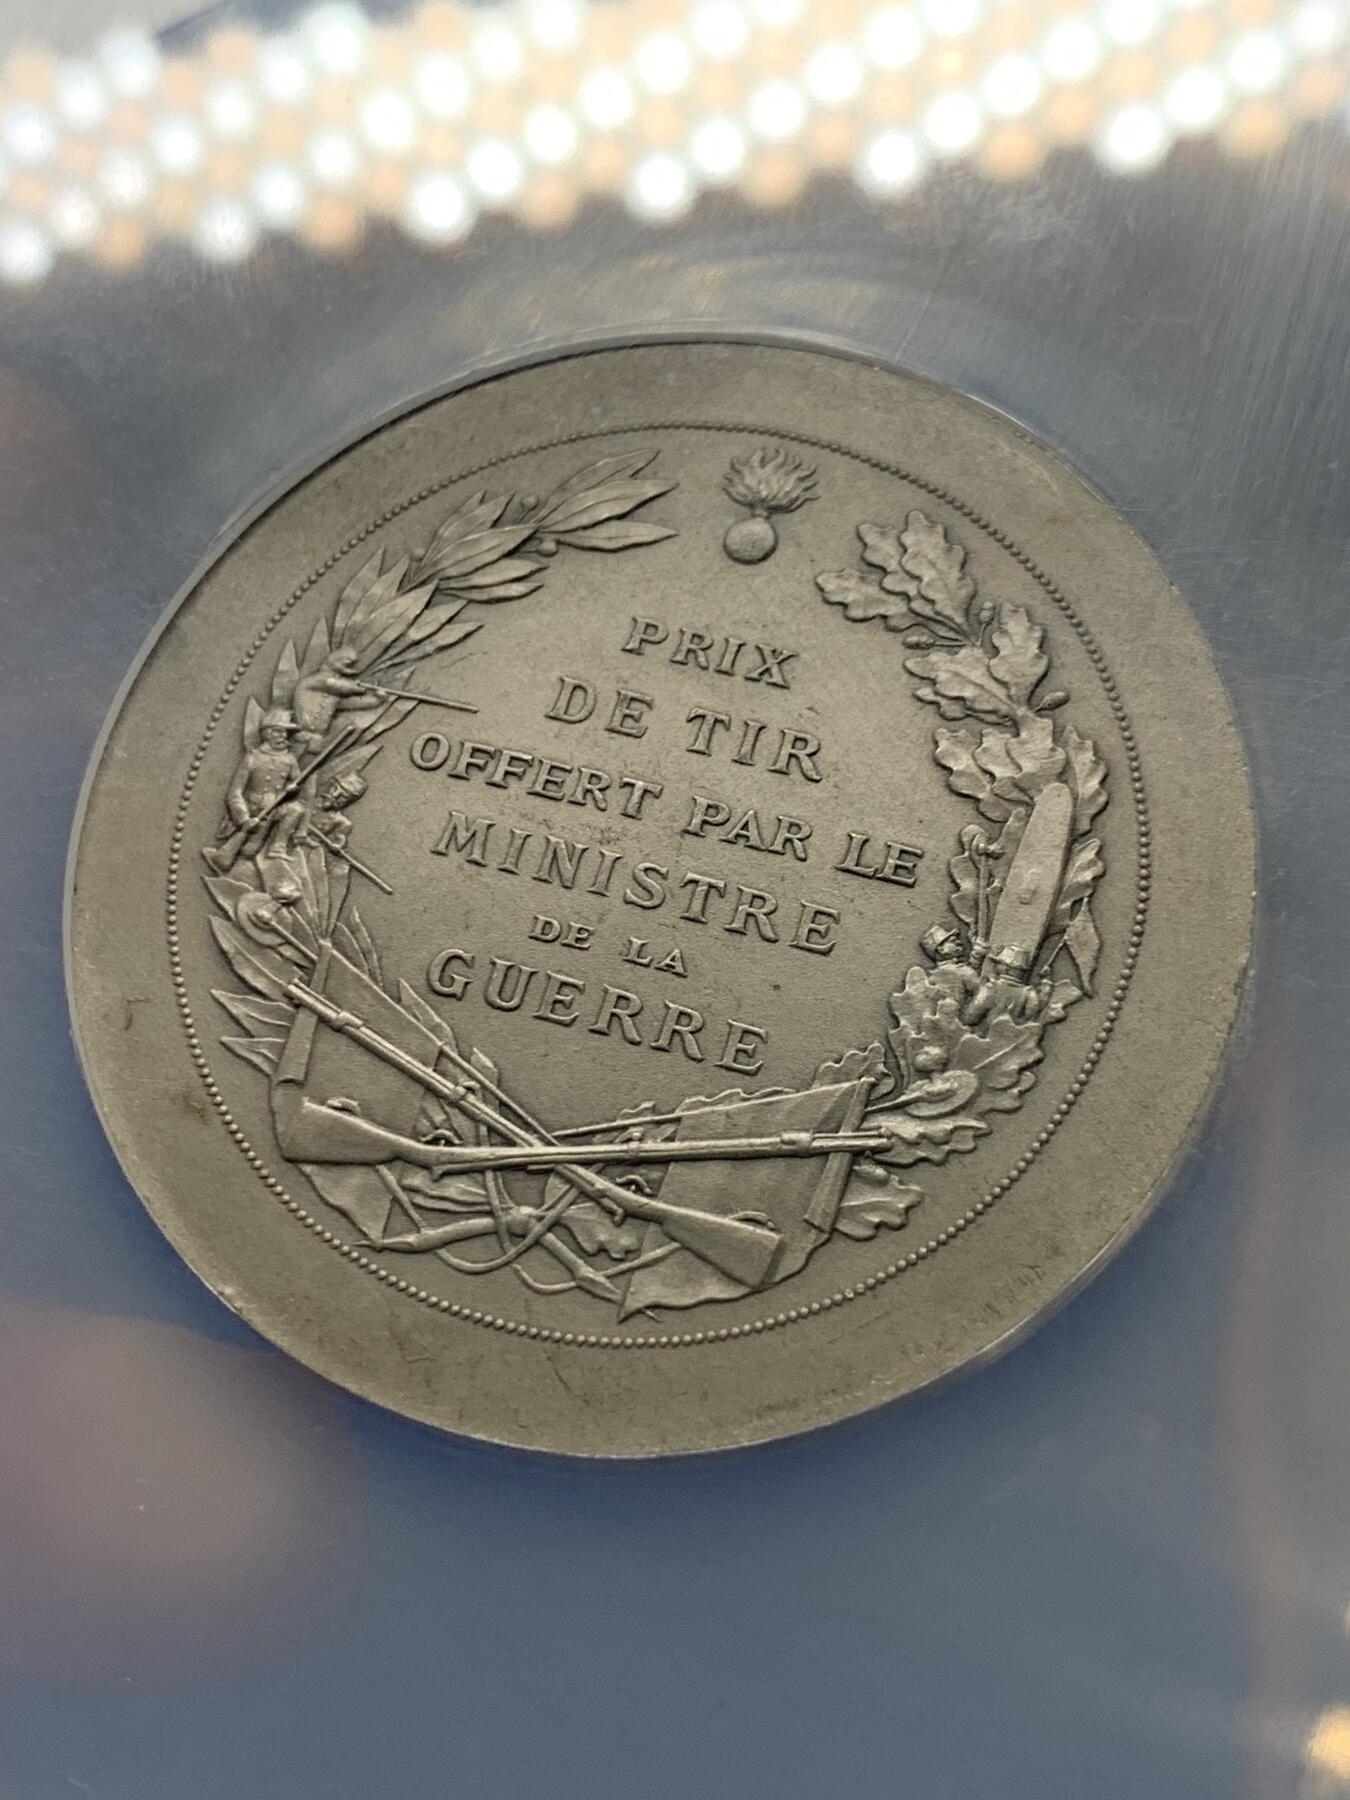 PRIX
DE TIR
OFFERT PAR LE
MINISTRE
DE LA
GUERRE